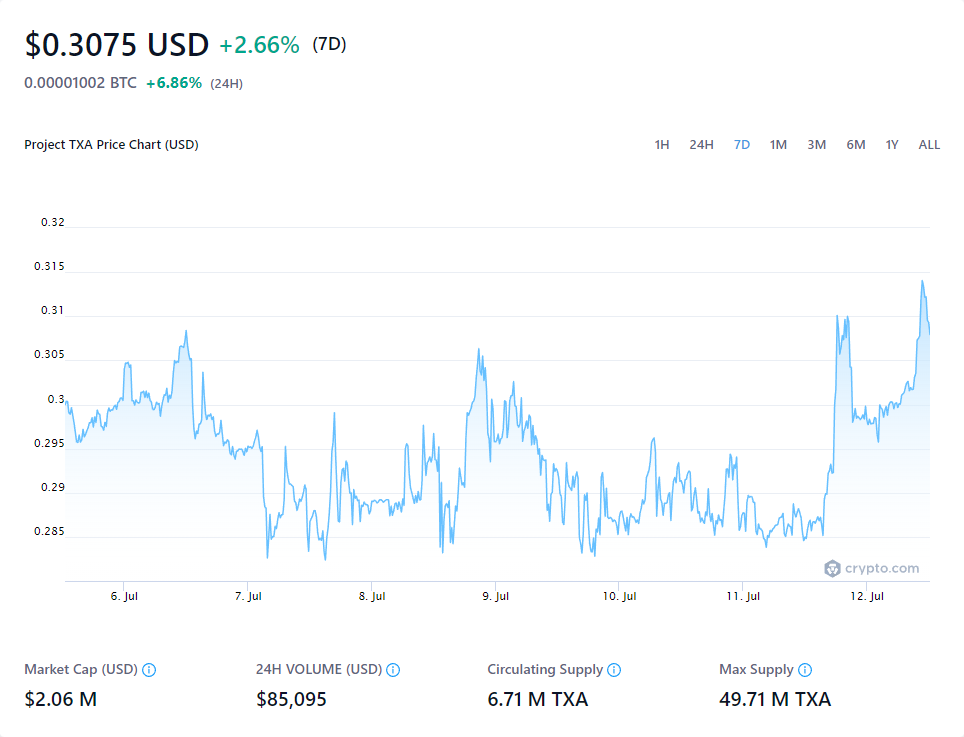 $0.3075 USD +2.66% (7D)
0.00001002 BTC +6.86% (24H)
Project TXA Price Chart (USD)
1H 24H 7D 1M 3M 6M 1Y ALL
0.32
0.315
0.31
0.305
0.3
0.295
0.29
0.285
crypto.com
6. Jul 7. Jul 8. Jul 9. Jul 10. Jul 11. Jul 12. Jul
Market Cap (USD) 24H VOLUME (USD) Circulating Supply Max Supply
$2.06 M $85,095 6.71 M TXA 49.71 M TXA